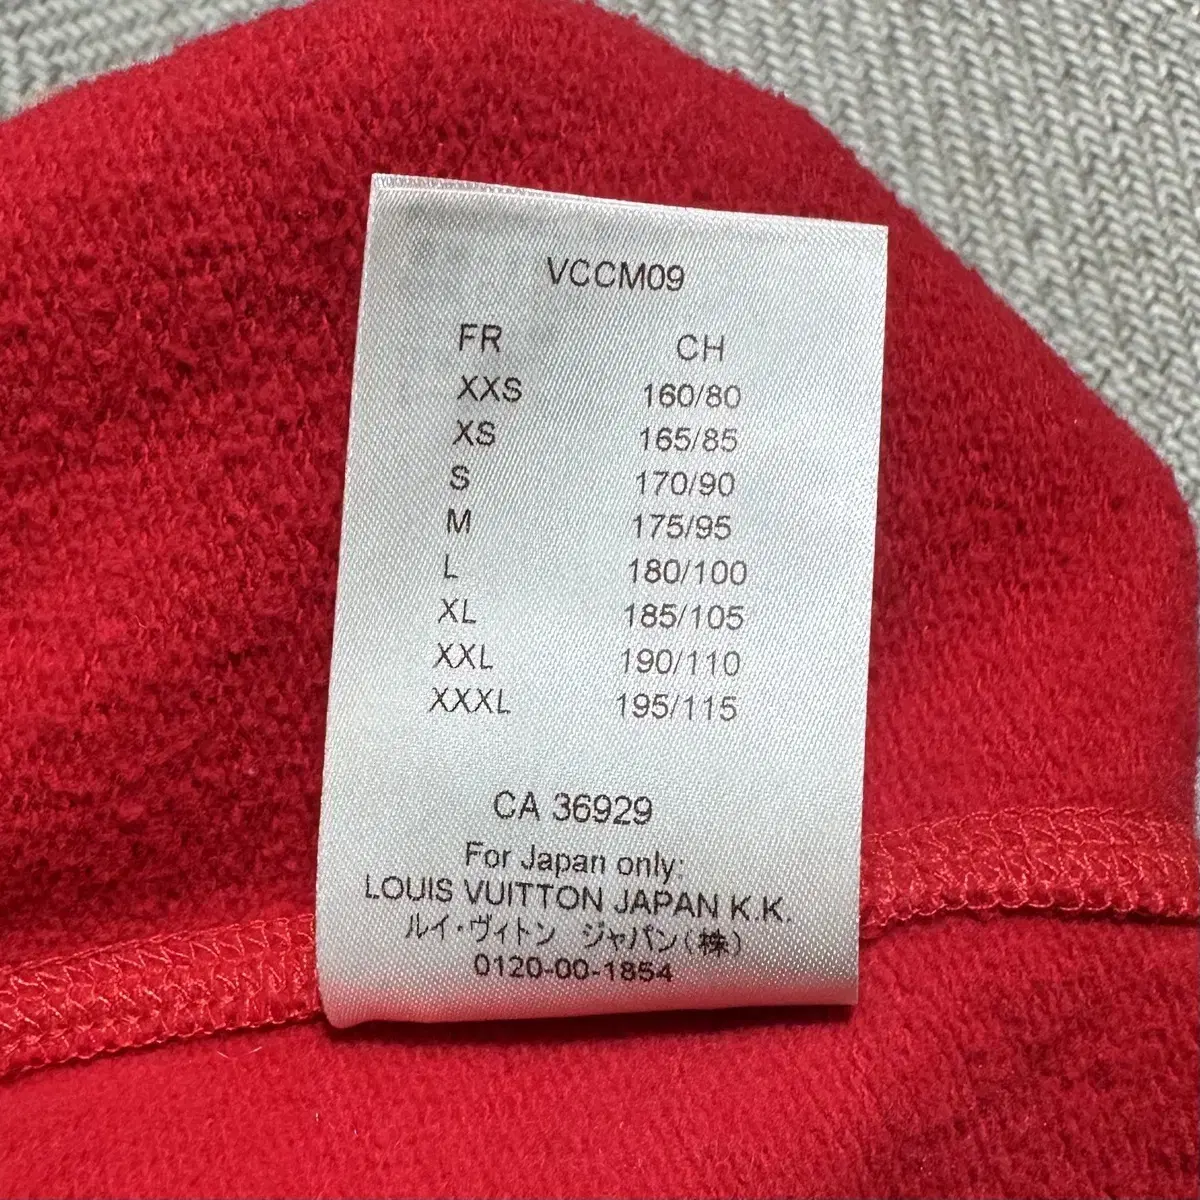 VCCM09
FR CH
XXS 160/80
XS 165/85
S 170/90
M 175/95
L 180/100
XL 185/105
XXL 190/110
XXXL 195/115
CA 36929
For Japan only:
LOUIS VUITTON JAPAN K.K.
ルイ・ヴィトン ジャパン(株)
0120-00-1854